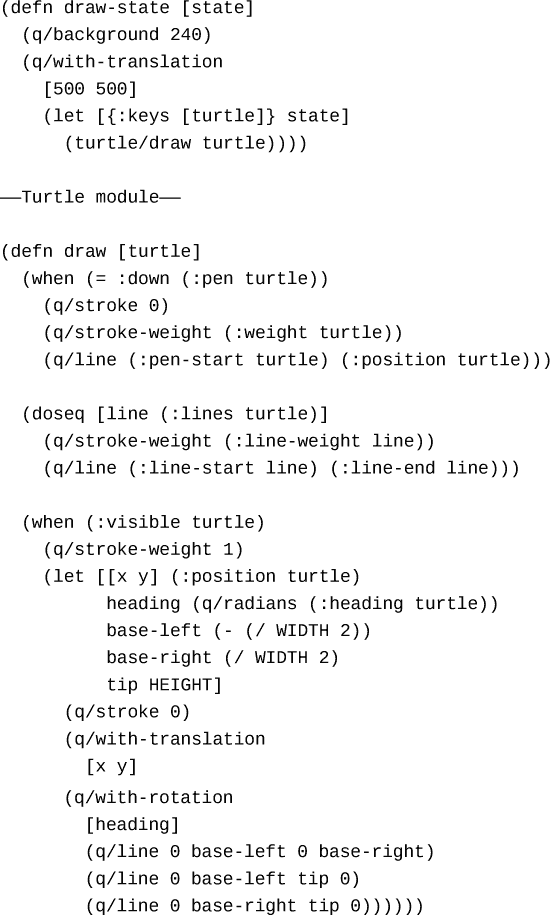 (defn draw-state [state]
  (q/background 240)
  (q/with-translation
    [500 500]
    (let [{:keys [turtle]} state]
      (turtle/draw turtle))))

——Turtle module——

(defn draw [turtle]
  (when (= :down (:pen turtle))
    (q/stroke 0)
    (q/stroke-weight (:weight turtle))
    (q/line (:pen-start turtle) (:position turtle)))

  (doseq [line (:lines turtle)]
    (q/stroke-weight (:line-weight line))
    (q/line (:line-start line) (:line-end line)))

  (when (:visible turtle)
    (q/stroke-weight 1)
    (let [[x y] (:position turtle)
          heading (q/radians (:heading turtle))
          base-left (- (/ WIDTH 2))
          base-right (/ WIDTH 2)
          tip HEIGHT]
      (q/stroke 0)
      (q/with-translation
        [x y]
      (q/with-rotation
        [heading]
        (q/line 0 base-left 0 base-right)
        (q/line 0 base-left tip 0)
        (q/line 0 base-right tip 0))))))